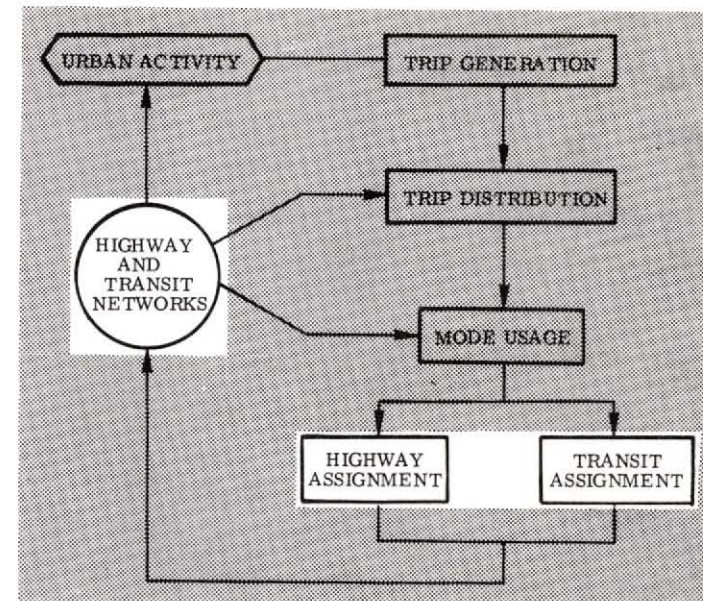 URBAN ACTIVITY
TRIP GENERATION
TRIP DISTRIBUTION
HIGHWAY
AND
TRANSIT
NETWORKS
MODE USAGE
HIGHWAY
ASSIGNMENT
TRANSIT
ASSIGNMENT